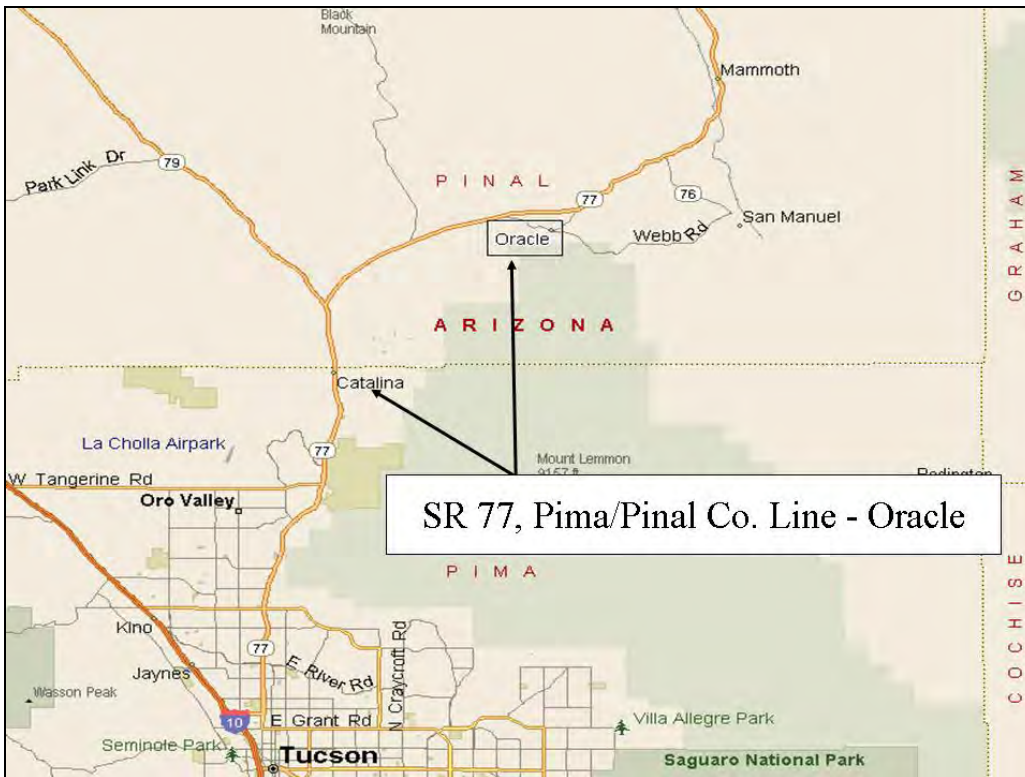 Black
Mountain
Mammoth
79
Park Link Dr
PINAL
77
76
San Manuel
Oracle
Webb Rd
GRAHAM
ARIZONA
Catalina
La Cholla Airpark
77
Mount Lemmon
9157 ft
W Tangerine Rd
Redington
Oro Valley
SR 77, Pima/Pinal Co. Line - Oracle
PIMA
COCHISE
Kino
77
E River Rd
N Craycroft Rd
Jaynes
Wasson Peak
10
E Grant Rd
Villa Allegre Park
Seminole Park
Tucson
Saguaro National Park